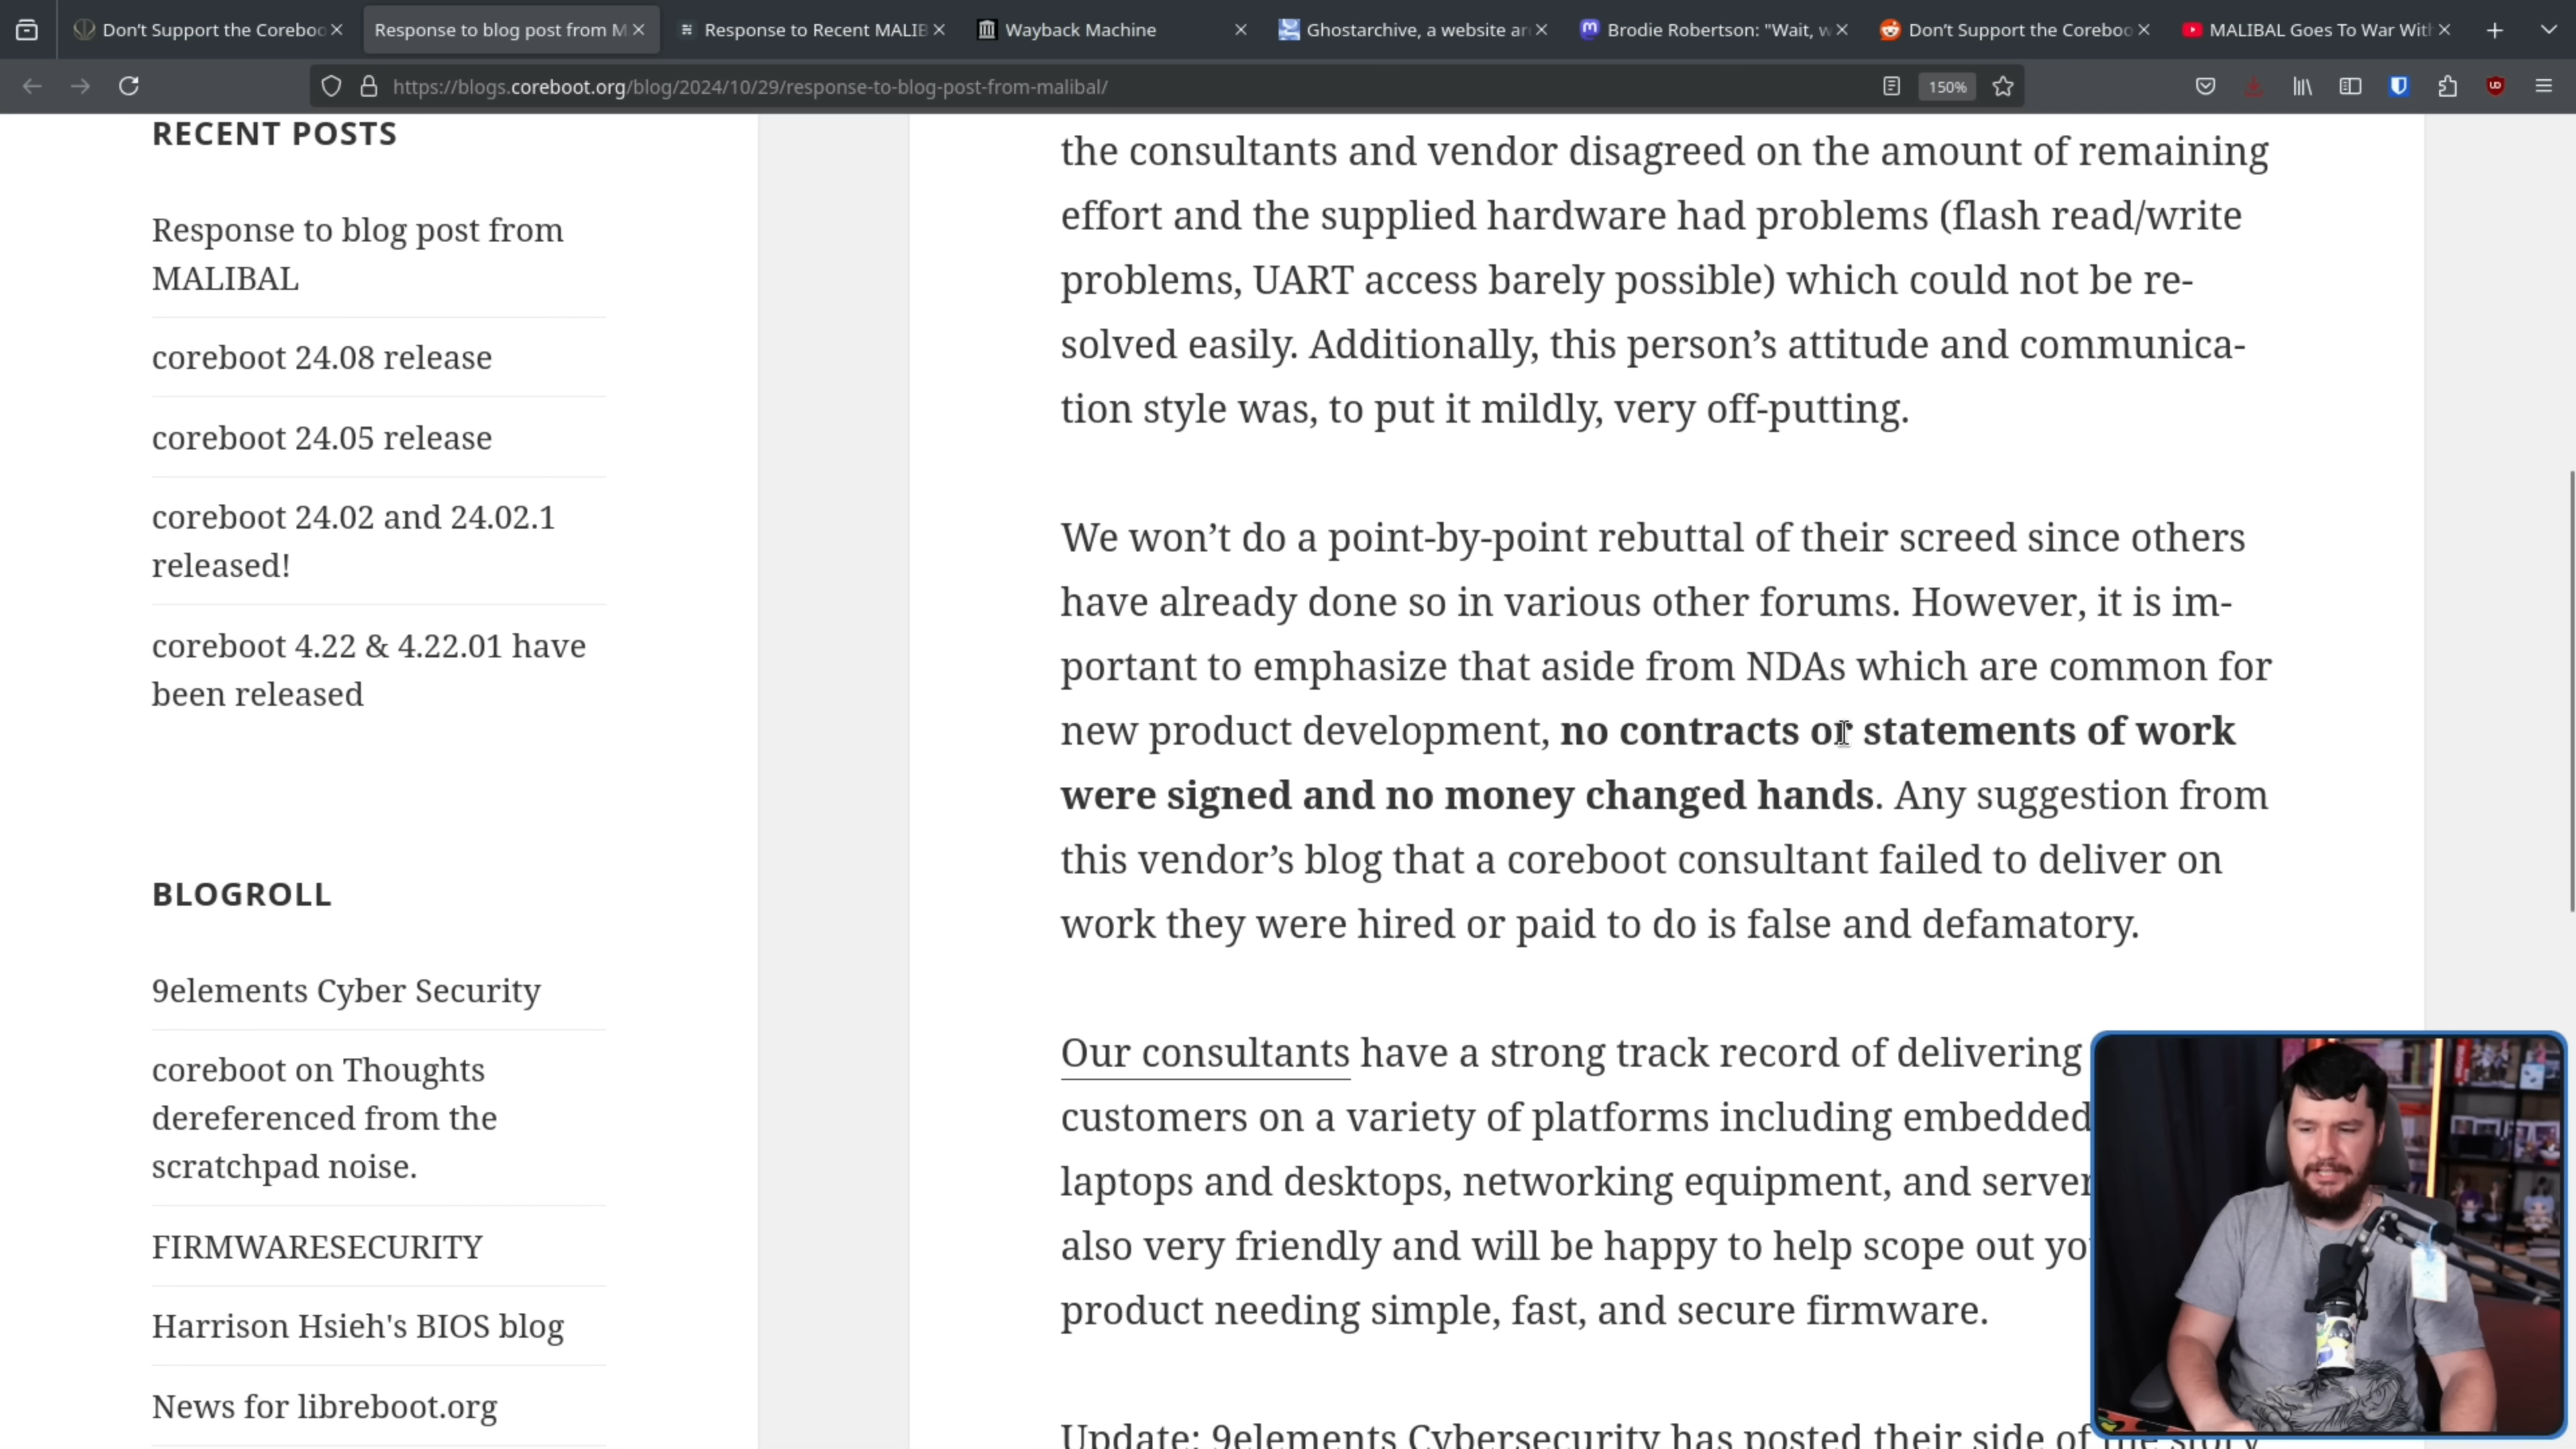 Don't Support the Coreboo
Response to blog post from M
Response to Recent MALIB
Wayback Machine
Ghostarchive, a website an
Brodie Robertson: "Wait, w
Don't Support the Coreboo
MALIBAL Goes To War With
https://blogs.coreboot.org/blog/2024/10/29/response-to-blog-post-from-malibal/
150%
RECENT POSTS
Response to blog post from
MALIBAL
coreboot 24.08 release
coreboot 24.05 release
coreboot 24.02 and 24.02.1
released!
coreboot 4.22 & 4.22.01 have
been released
BLOGROLL
9elements Cyber Security
coreboot on Thoughts
dereferenced from the
scratchpad noise.
FIRMWARESECURITY
Harrison Hsieh's BIOS blog
News for libreboot.org
the consultants and vendor disagreed on the amount of remaining
effort and the supplied hardware had problems (flash read/write
problems, UART access barely possible) which could not be re-
solved easily. Additionally, this person’s attitude and communica-
tion style was, to put it mildly, very off-putting.
We won’t do a point-by-point rebuttal of their screed since others
have already done so in various other forums. However, it is im-
portant to emphasize that aside from NDAs which are common for
new product development, no contracts or statements of work
were signed and no money changed hands. Any suggestion from
this vendor’s blog that a coreboot consultant failed to deliver on
work they were hired or paid to do is false and defamatory.
Our consultants have a strong track record of delivering
customers on a variety of platforms including embedded
laptops and desktops, networking equipment, and server
also very friendly and will be happy to help scope out yo
product needing simple, fast, and secure firmware.
Update: 9elements Cybersecurity has posted their side of the story